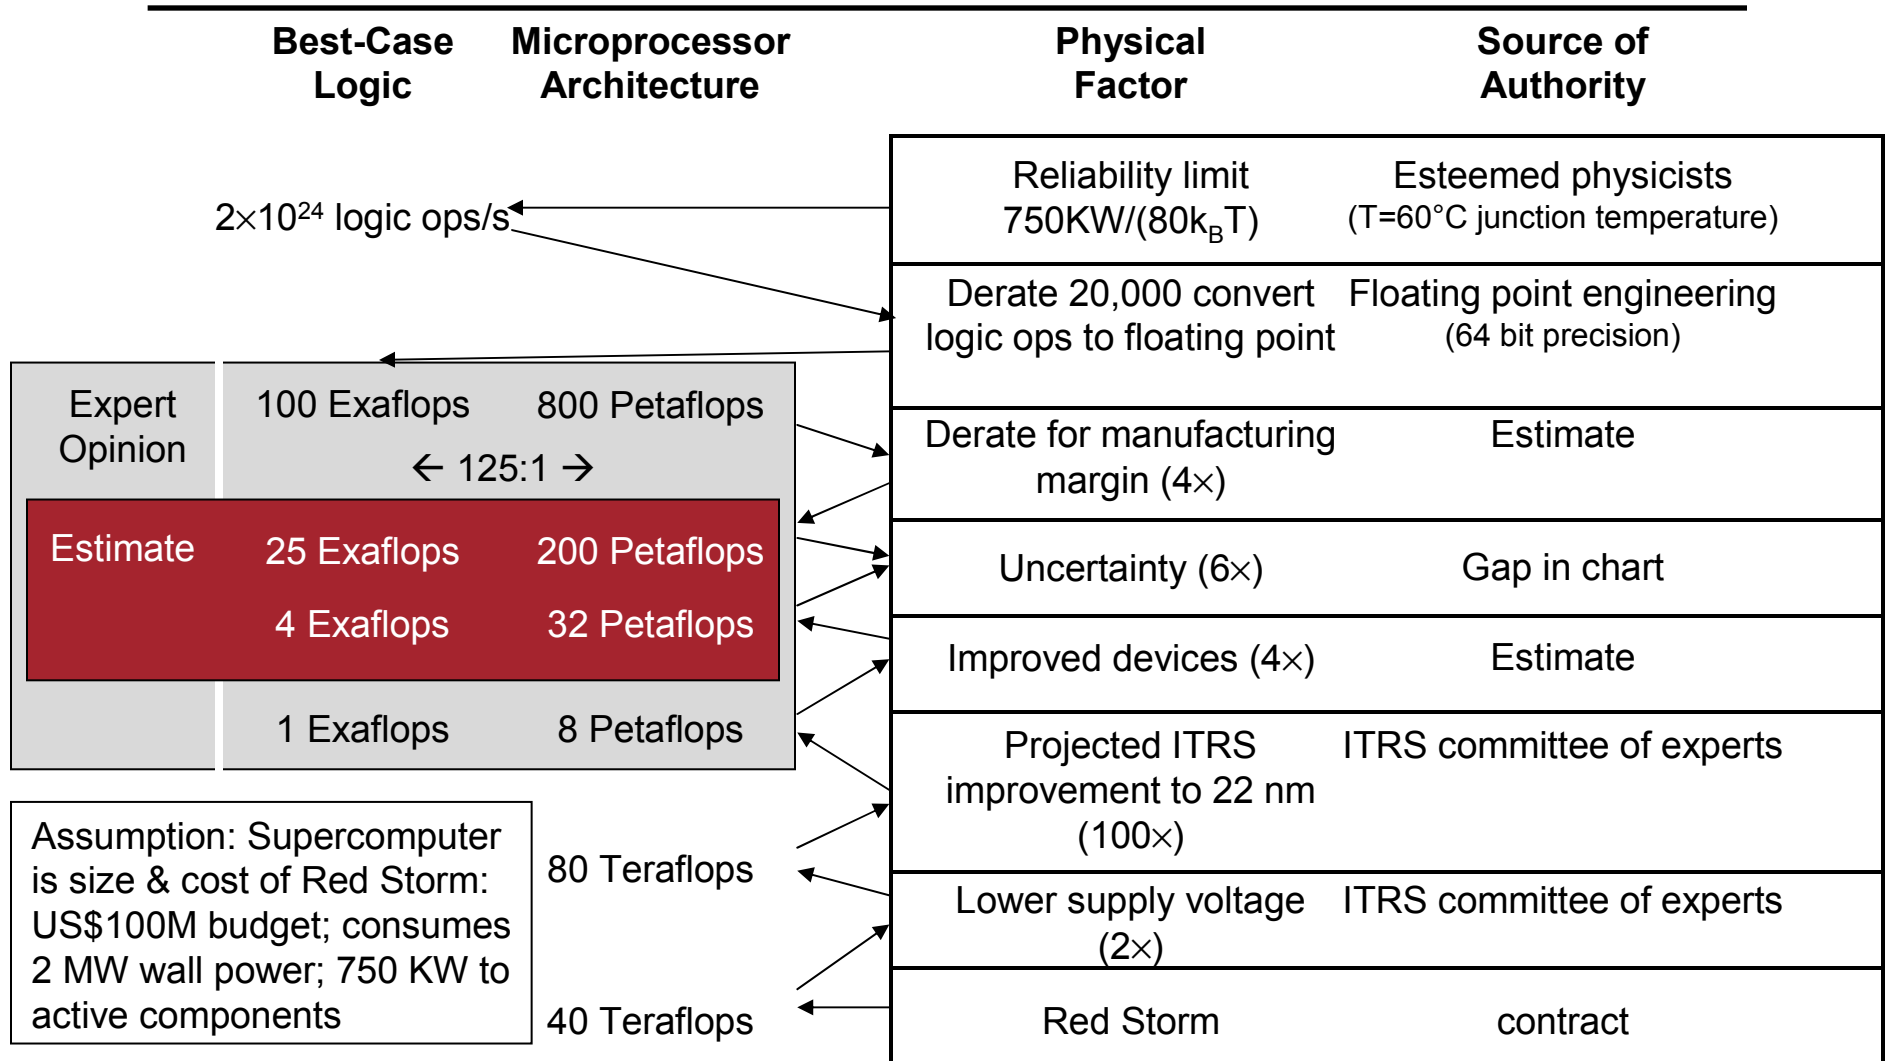 Best-Case Logic
Microprocessor Architecture
Physical Factor
Source of Authority
2×10²⁴ logic ops/s
Reliability limit
750KW/(80k_BT)
Esteemed physicists
(T=60°C junction temperature)
Derate 20,000 convert
logic ops to floating point
Floating point engineering
(64 bit precision)
Expert
Opinion
100 Exaflops
800 Petaflops
← 125:1 →
Derate for manufacturing
margin (4×)
Estimate
Estimate
25 Exaflops
200 Petaflops
Uncertainty (6×)
Gap in chart
4 Exaflops
32 Petaflops
Improved devices (4×)
Estimate
1 Exaflops
8 Petaflops
Projected ITRS
improvement to 22 nm
(100×)
ITRS committee of experts
Assumption: Supercomputer
is size & cost of Red Storm:
US$100M budget; consumes
2 MW wall power; 750 KW to
active components
80 Teraflops
Lower supply voltage
(2×)
ITRS committee of experts
40 Teraflops
Red Storm
contract